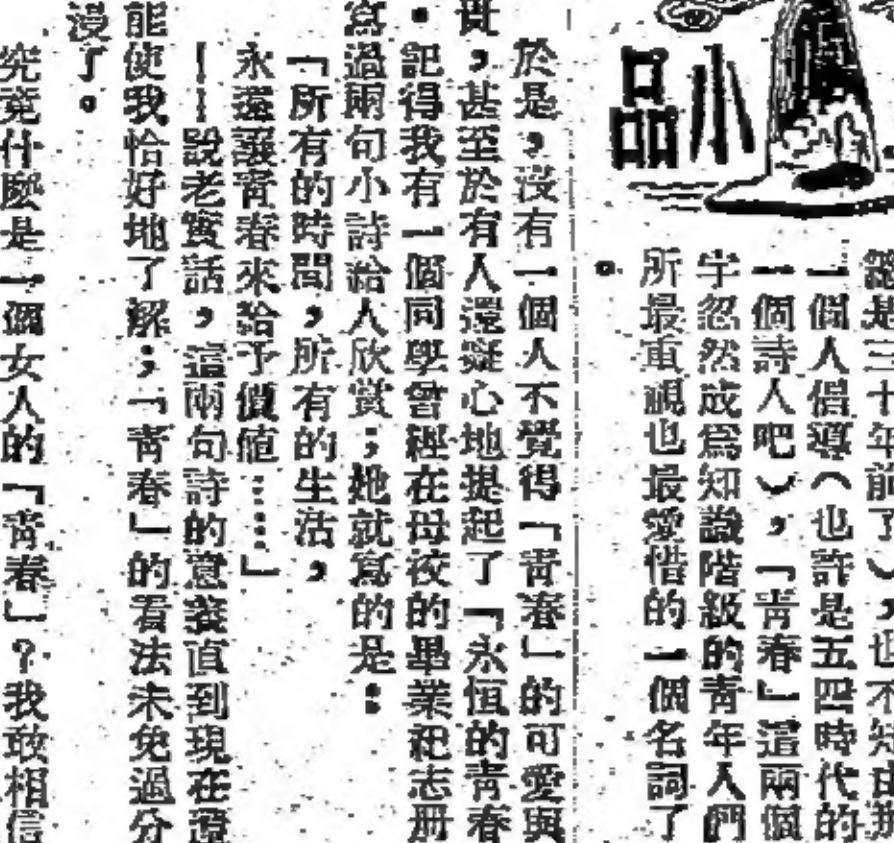 小品
是三十年前了），也不知由那
一個人倡導（也許是五四時代的
一個詩人吧），「青春」這兩個
字忽然成爲知識階級的青年人們
所最重視也最愛惜的一個名詞了
。
於是，沒有一個人不覺得「青春」的可愛與
貴，甚至於有人還癡心地提起了「永恒的青春
。記得我有一個同學曾經在母校的畢業紀志册
寫過兩句小詩給人欣賞；她就寫的是：
「所有的時間，所有的生活，
永遠讓青春來給予價值……」
——說老實話，這兩句詩的意義直到現在還
能使我恰好地了解；「青春」的看法未免過分
漫了。
究竟什麼是一個女人的「青春」？我敢相信